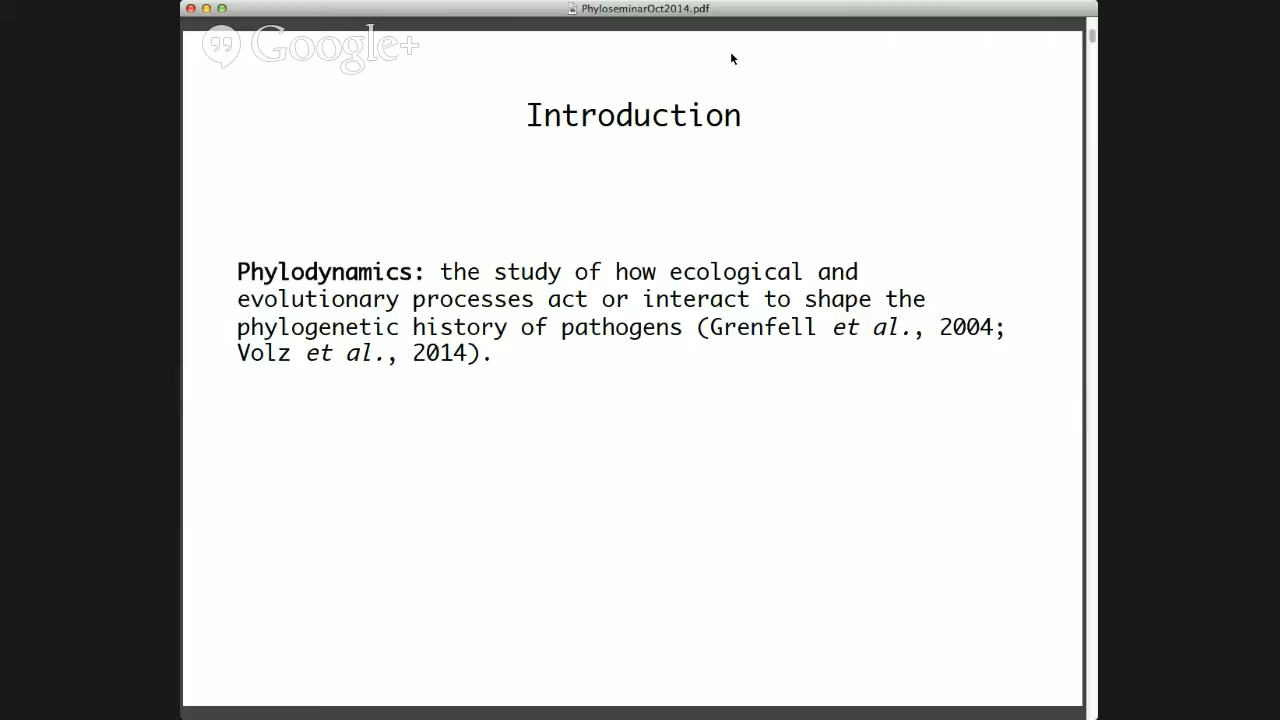 PhyloseminarOct2014.pdf
Google+
Introduction
Phylodynamics: the study of how ecological and
evolutionary processes act or interact to shape the
phylogenetic history of pathogens (Grenfell et al., 2004;
Volz et al., 2014).